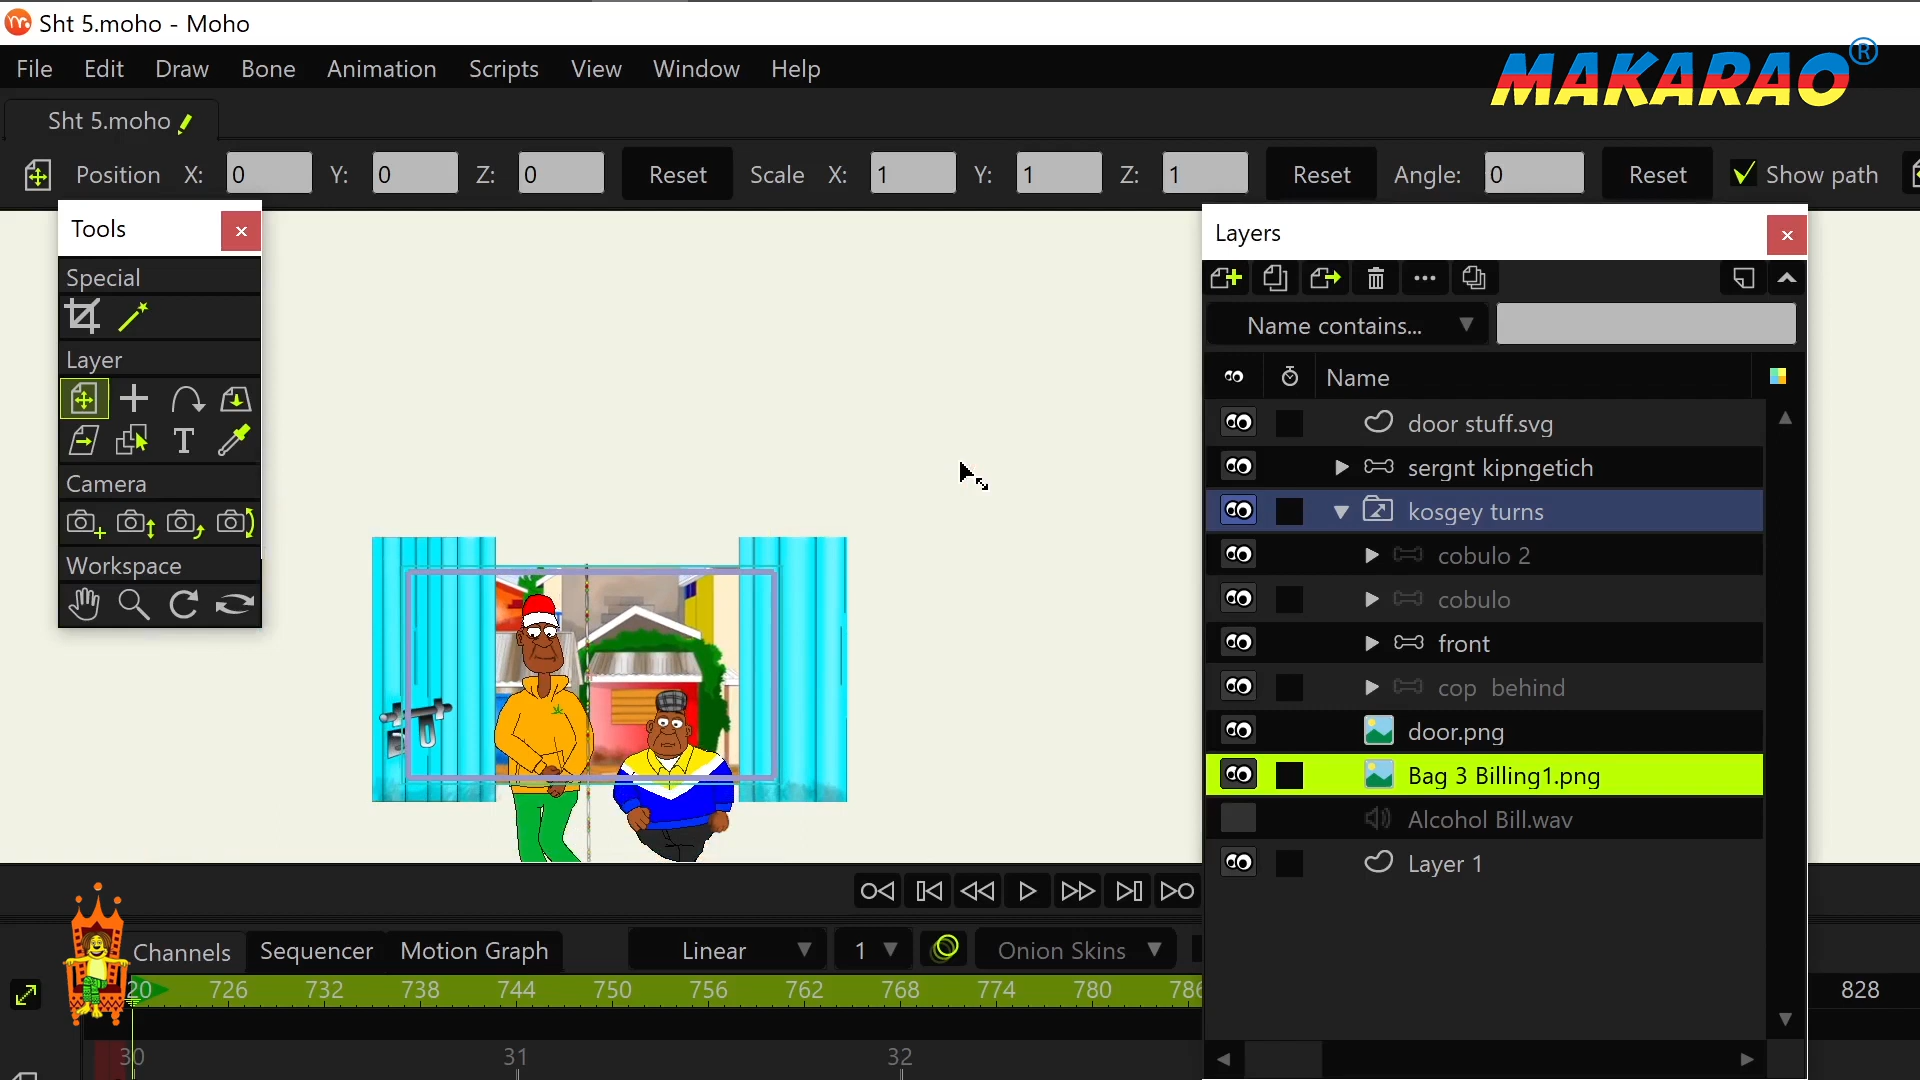 Sht 5.moho - Moho
File Edit Draw Bone Animation Scripts View Window Help
MAKARAO®
Sht 5.moho
Position X: 0 Y: 0 Z: 0 Reset Scale X: 1 Y: 1 Z: 1 Reset Angle: 0 Reset Show path
Tools
Special
Layer
Camera
Workspace
Layers
Name contains...
Name
door stuff.svg
sergnt kipngetich
kosgey turns
cobulo 2
cobulo
front
cop behind
door.png
Bag 3 Billing1.png
Alcohol Bill.wav
Layer 1
Channels Sequencer Motion Graph Linear 1 Onion Skins
20 726 732 738 744 750 756 762 768 774 780 786 828
30 31 32